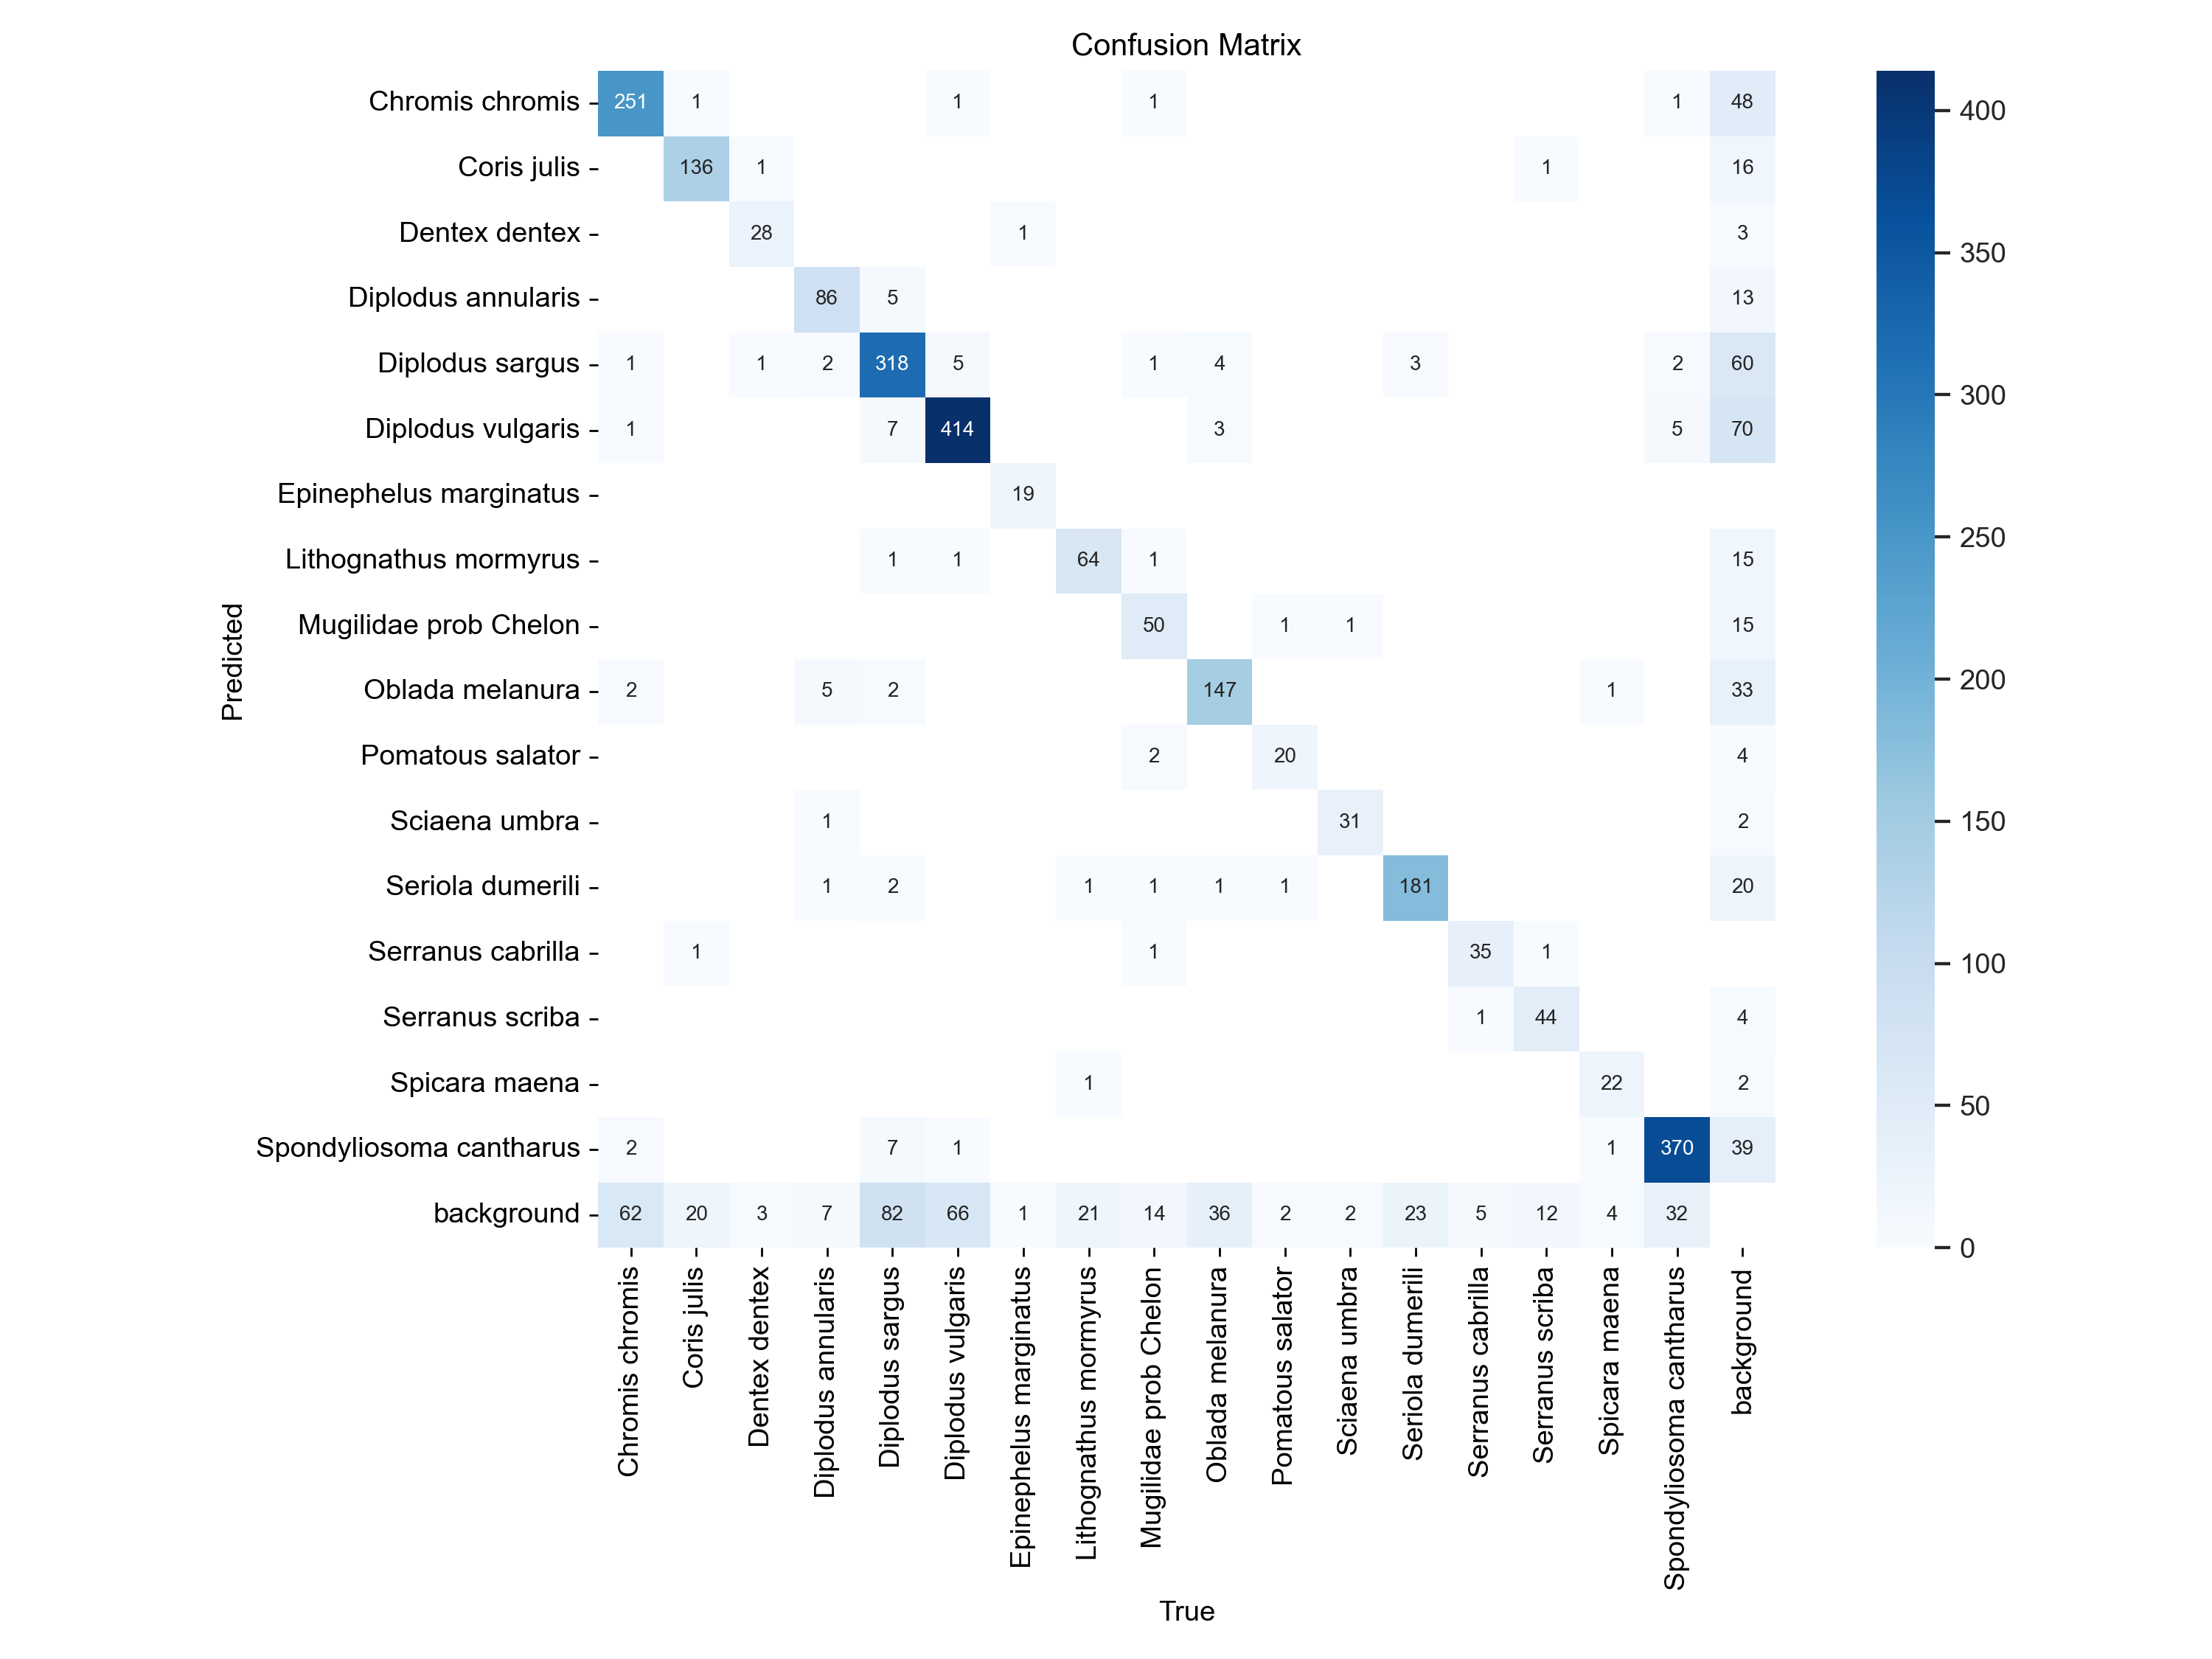 Confusion Matrix
Chromis chromis 251 1 1 1 1 48
Coris julis 136 1 1 16
Dentex dentex 28 1 3
Diplodus annularis 86 5 13
Diplodus sargus 1 1 2 318 5 1 4 3 2 60
Diplodus vulgaris 1 7 414 3 5 70
Epinephelus marginatus 19
Lithognathus mormyrus 1 1 64 1 15
Mugilidae prob Chelon 50 1 1 15
Oblada melanura 2 5 2 147 1 33
Pomatous salator 2 20 4
Sciaena umbra 1 31 2
Seriola dumerili 1 2 1 1 1 1 181 20
Serranus cabrilla 1 1 35 1
Serranus scriba 1 44 4
Spicara maena 1 22 2
Spondyliosoma cantharus 2 7 1 1 370 39
background 62 20 3 7 82 66 1 21 14 36 2 2 23 5 12 4 32
Predicted
Chromis chromis
Coris julis
Dentex dentex
Diplodus annularis
Diplodus sargus
Diplodus vulgaris
Epinephelus marginatus
Lithognathus mormyrus
Mugilidae prob Chelon
Oblada melanura
Pomatous salator
Sciaena umbra
Seriola dumerili
Serranus cabrilla
Serranus scriba
Spicara maena
Spondyliosoma cantharus
background
True
400
350
300
250
200
150
100
50
0